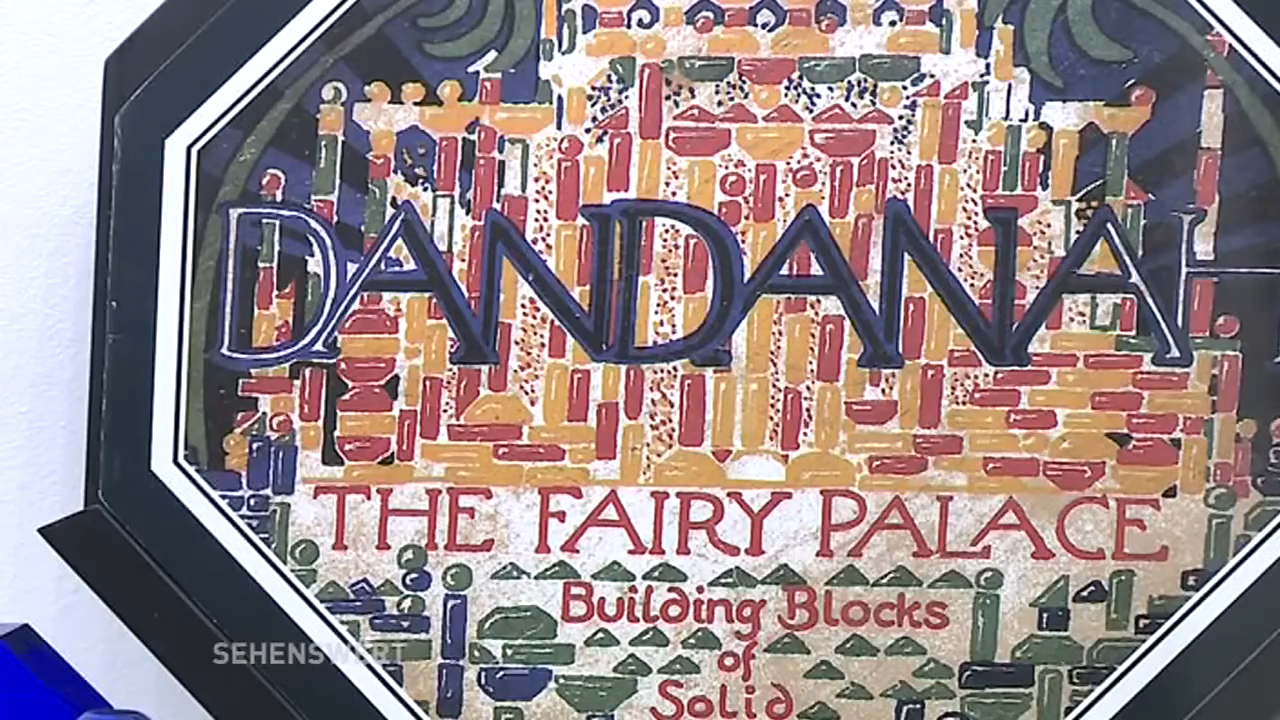 DANDANAH
THE FAIRY PALACE
Building Blocks
of
Solid
SEHENSWERT